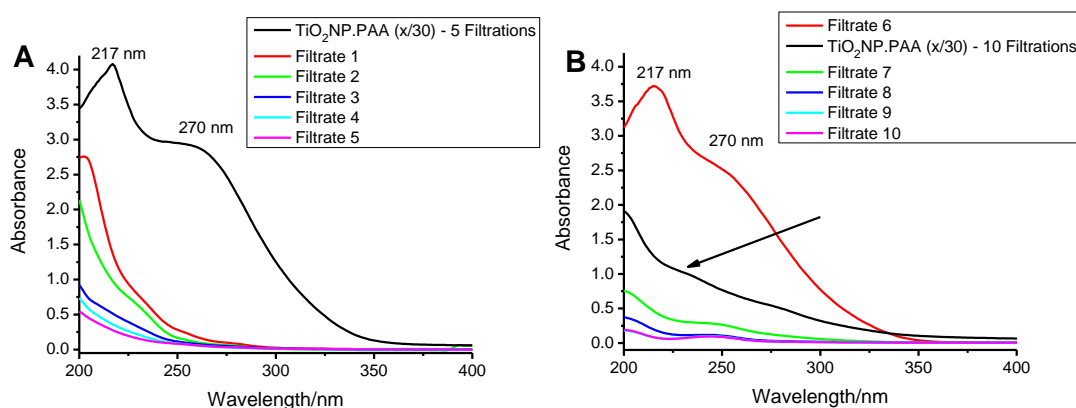 A
217 nm
270 nm
TiO₂NP.PAA (x/30) - 5 Filtrations
Filtrate 1
Filtrate 2
Filtrate 3
Filtrate 4
Filtrate 5
4.0
3.5
3.0
2.5
2.0
1.5
1.0
0.5
0.0
Absorbance
200 250 300 350 400
Wavelength/nm
B
217 nm
270 nm
Filtrate 6
TiO₂NP.PAA (x/30) - 10 Filtrations
Filtrate 7
Filtrate 8
Filtrate 9
Filtrate 10
4.0
3.5
3.0
2.5
2.0
1.5
1.0
0.5
0.0
Absorbance
200 250 300 350 400
Wavelength/nm